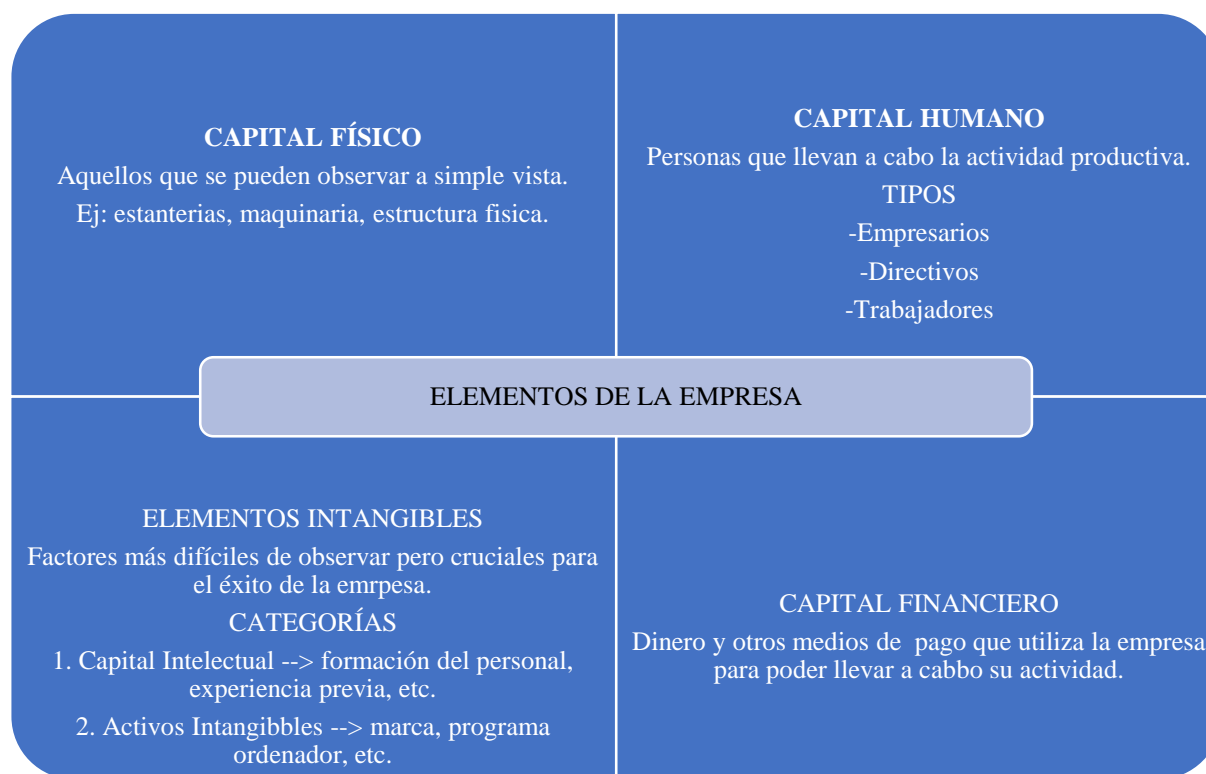 CAPITAL FÍSICO
Aquellos que se pueden observar a simple vista.
Ej: estanterias, maquinaria, estructura fisica.
CAPITAL HUMANO
Personas que llevan a cabo la actividad productiva.
TIPOS
-Empresarios
-Directivos
-Trabajadores
ELEMENTOS DE LA EMPRESA
ELEMENTOS INTANGIBLES
Factores más difíciles de observar pero cruciales para
el éxito de la emrpesa.
CATEGORÍAS
1. Capital Intelectual --> formación del personal,
experiencia previa, etc.
2. Activos Intangibbles --> marca, programa
ordenador, etc.
CAPITAL FINANCIERO
Dinero y otros medios de  pago que utiliza la empresa
para poder llevar a cabbo su actividad.